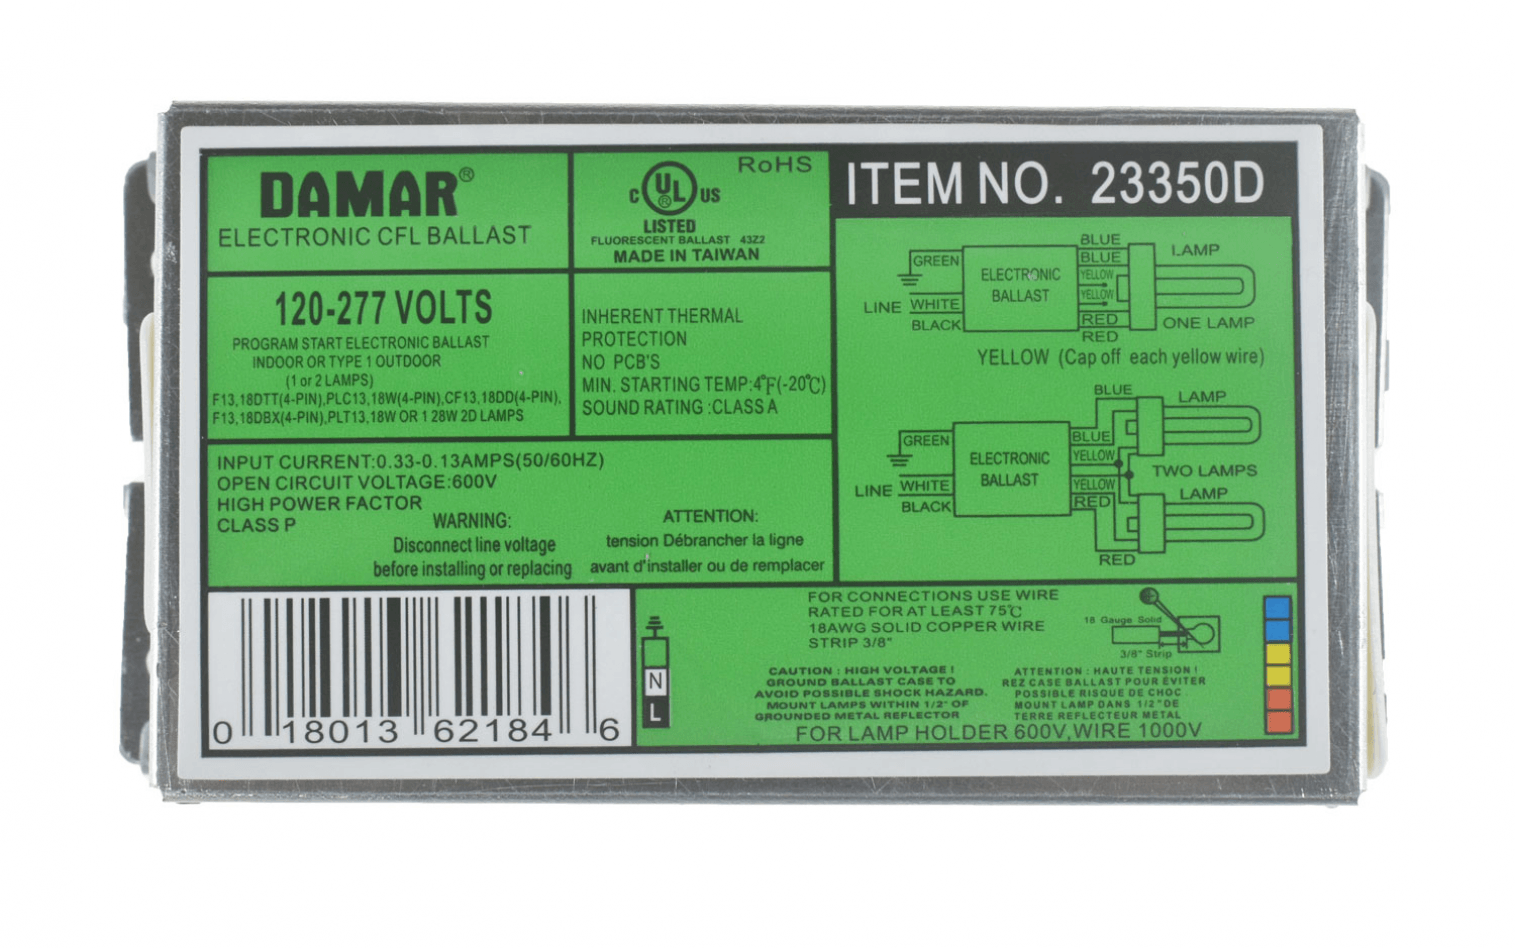 DAMAR®
ELECTRONIC CFL BALLAST
C UL ® US
LISTED
RoHS
FLUORESCENT BALLAST 43Z2
MADE IN TAIWAN
ITEM NO. 23350D
120-277 VOLTS
PROGRAM START ELECTRONIC BALLAST
INDOOR OR TYPE 1 OUTDOOR
(1 or 2 LAMPS)
F13,18DTT(4-PIN),PLC13,18W(4-PIN),CF13,18DD(4-PIN),
F13,18DBX(4-PIN),PLT13,18W OR 1 28W 2D LAMPS
INHERENT THERMAL
PROTECTION
NO PCB'S
MIN. STARTING TEMP:4°F(-20℃)
SOUND RATING :CLASS A
INPUT CURRENT:0.33-0.13AMPS(50/60HZ)
OPEN CIRCUIT VOLTAGE:600V
HIGH POWER FACTOR
CLASS P
WARNING:
Disconnect line voltage
before installing or replacing
ATTENTION:
tension Débrancher la ligne
avant d'installer ou de remplacer
GREEN
LINE WHITE
BLACK
ELECTRONIC
BALLAST
BLUE
BLUE
YELLOW
YELLOW
RED
RED
LAMP
ONE LAMP
YELLOW (Cap off each yellow wire)
GREEN
LINE WHITE
BLACK
ELECTRONIC
BALLAST
BLUE
BLUE
YELLOW
YELLOW
RED
RED
LAMP
TWO LAMPS
LAMP
0 18013 62184 6
N
L
FOR CONNECTIONS USE WIRE
RATED FOR AT LEAST 75℃
18AWG SOLID COPPER WIRE
STRIP 3/8"
18 Gauge Solid
3/8" Strip
CAUTION : HIGH VOLTAGE !
GROUND BALLAST CASE TO
AVOID POSSIBLE SHOCK HAZARD.
MOUNT LAMPS WITHIN 1/2" OF
GROUNDED METAL REFLECTOR
ATTENTION : HAUTE TENSION !
REZ CASE BALLAST POUR ÉVITER
POSSIBLE RISQUE DE CHOC
MOUNT LAMP DANS 1/2 "DE
TERRE REFLECTEUR METAL
FOR LAMP HOLDER 600V,WIRE 1000V